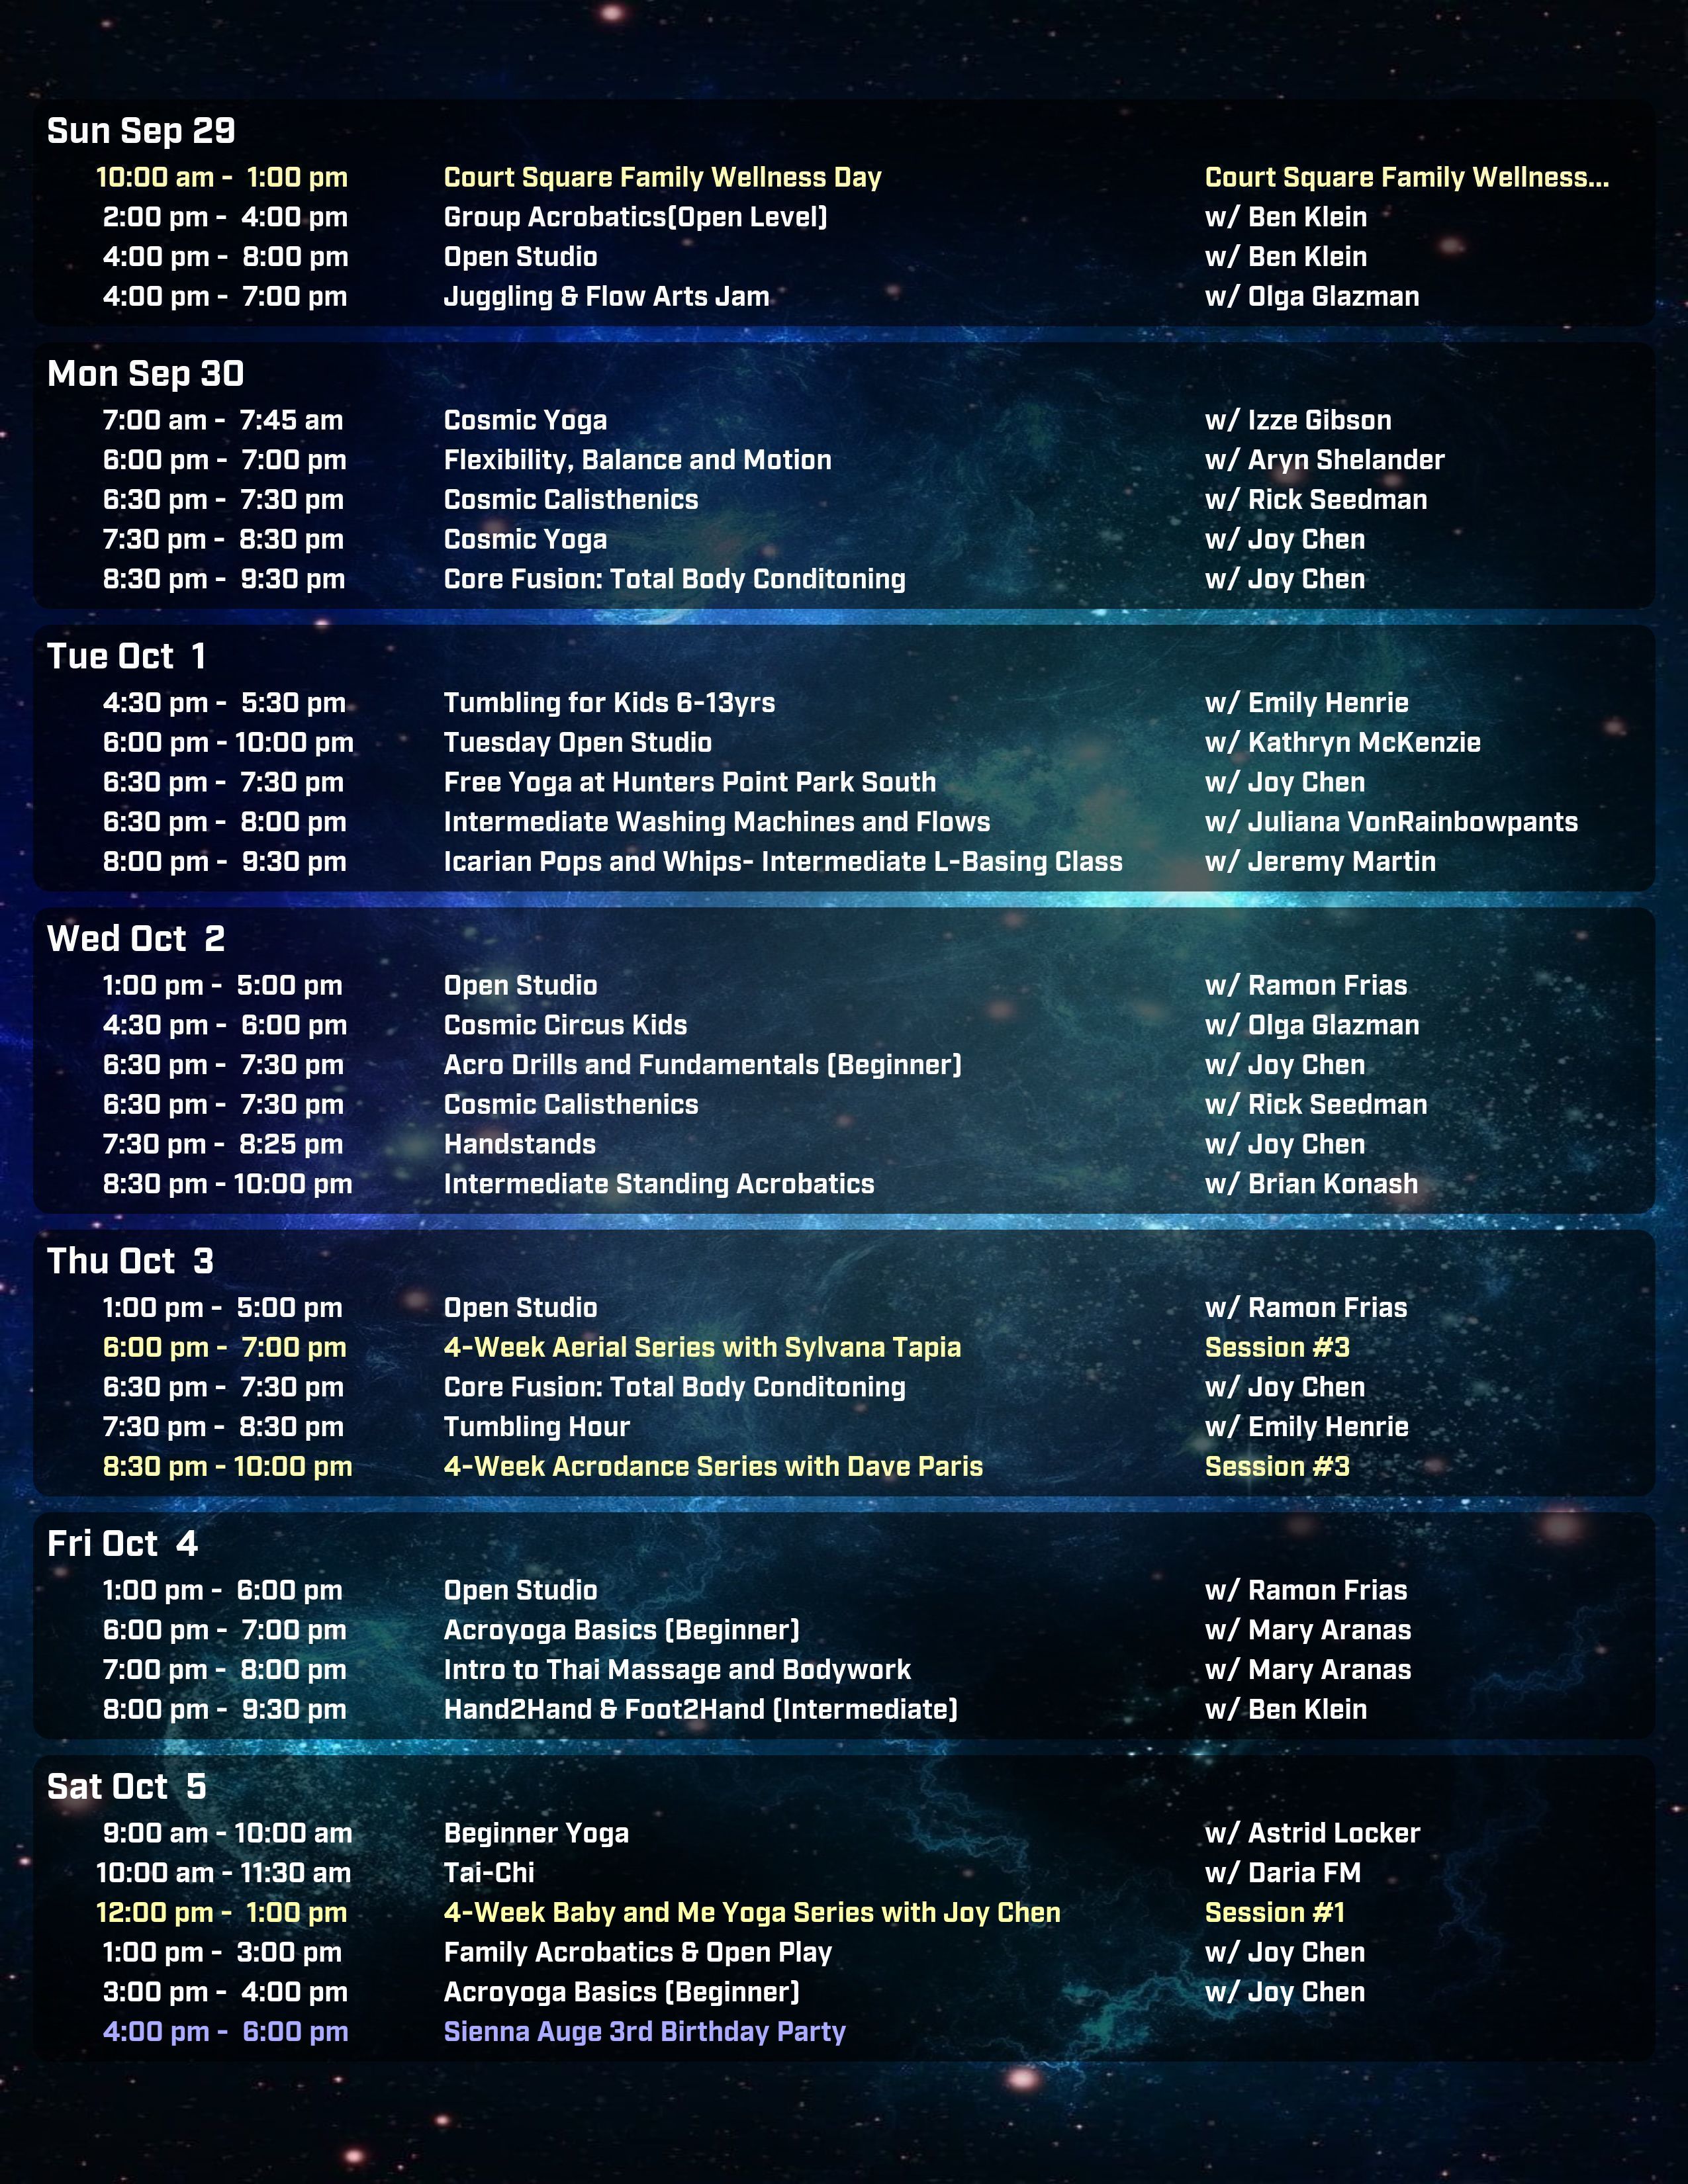 Sun Sep 29
10:00 am - 1:00 pm Court Square Family Wellness Day Court Square Family Wellness...
2:00 pm - 4:00 pm Group Acrobatics(Open Level) w/ Ben Klein
4:00 pm - 8:00 pm Open Studio w/ Ben Klein
4:00 pm - 7:00 pm Juggling & Flow Arts Jam w/ Olga Glazman
Mon Sep 30
7:00 am - 7:45 am Cosmic Yoga w/ Izze Gibson
6:00 pm - 7:00 pm Flexibility, Balance and Motion w/ Aryn Shelander
6:30 pm - 7:30 pm Cosmic Calisthenics w/ Rick Seedman
7:30 pm - 8:30 pm Cosmic Yoga w/ Joy Chen
8:30 pm - 9:30 pm Core Fusion: Total Body Conditoning w/ Joy Chen
Tue Oct 1
4:30 pm - 5:30 pm Tumbling for Kids 6-13yrs w/ Emily Henrie
6:00 pm - 10:00 pm Tuesday Open Studio w/ Kathryn McKenzie
6:30 pm - 7:30 pm Free Yoga at Hunters Point Park South w/ Joy Chen
6:30 pm - 8:00 pm Intermediate Washing Machines and Flows w/ Juliana VonRainbowpants
8:00 pm - 9:30 pm Icarian Pops and Whips- Intermediate L-Basing Class w/ Jeremy Martin
Wed Oct 2
1:00 pm - 5:00 pm Open Studio w/ Ramon Frias
4:30 pm - 6:00 pm Cosmic Circus Kids w/ Olga Glazman
6:30 pm - 7:30 pm Acro Drills and Fundamentals (Beginner) w/ Joy Chen
6:30 pm - 7:30 pm Cosmic Calisthenics w/ Rick Seedman
7:30 pm - 8:25 pm Handstands w/ Joy Chen
8:30 pm - 10:00 pm Intermediate Standing Acrobatics w/ Brian Konash
Thu Oct 3
1:00 pm - 5:00 pm Open Studio w/ Ramon Frias
6:00 pm - 7:00 pm 4-Week Aerial Series with Sylvana Tapia Session #3
6:30 pm - 7:30 pm Core Fusion: Total Body Conditoning w/ Joy Chen
7:30 pm - 8:30 pm Tumbling Hour w/ Emily Henrie
8:30 pm - 10:00 pm 4-Week Acrodance Series with Dave Paris Session #3
Fri Oct 4
1:00 pm - 6:00 pm Open Studio w/ Ramon Frias
6:00 pm - 7:00 pm Acroyoga Basics (Beginner) w/ Mary Aranas
7:00 pm - 8:00 pm Intro to Thai Massage and Bodywork w/ Mary Aranas
8:00 pm - 9:30 pm Hand2Hand & Foot2Hand (Intermediate) w/ Ben Klein
Sat Oct 5
9:00 am - 10:00 am Beginner Yoga w/ Astrid Locker
10:00 am - 11:30 am Tai-Chi w/ Daria FM
12:00 pm - 1:00 pm 4-Week Baby and Me Yoga Series with Joy Chen Session #1
1:00 pm - 3:00 pm Family Acrobatics & Open Play w/ Joy Chen
3:00 pm - 4:00 pm Acroyoga Basics (Beginner) w/ Joy Chen
4:00 pm - 6:00 pm Sienna Auge 3rd Birthday Party